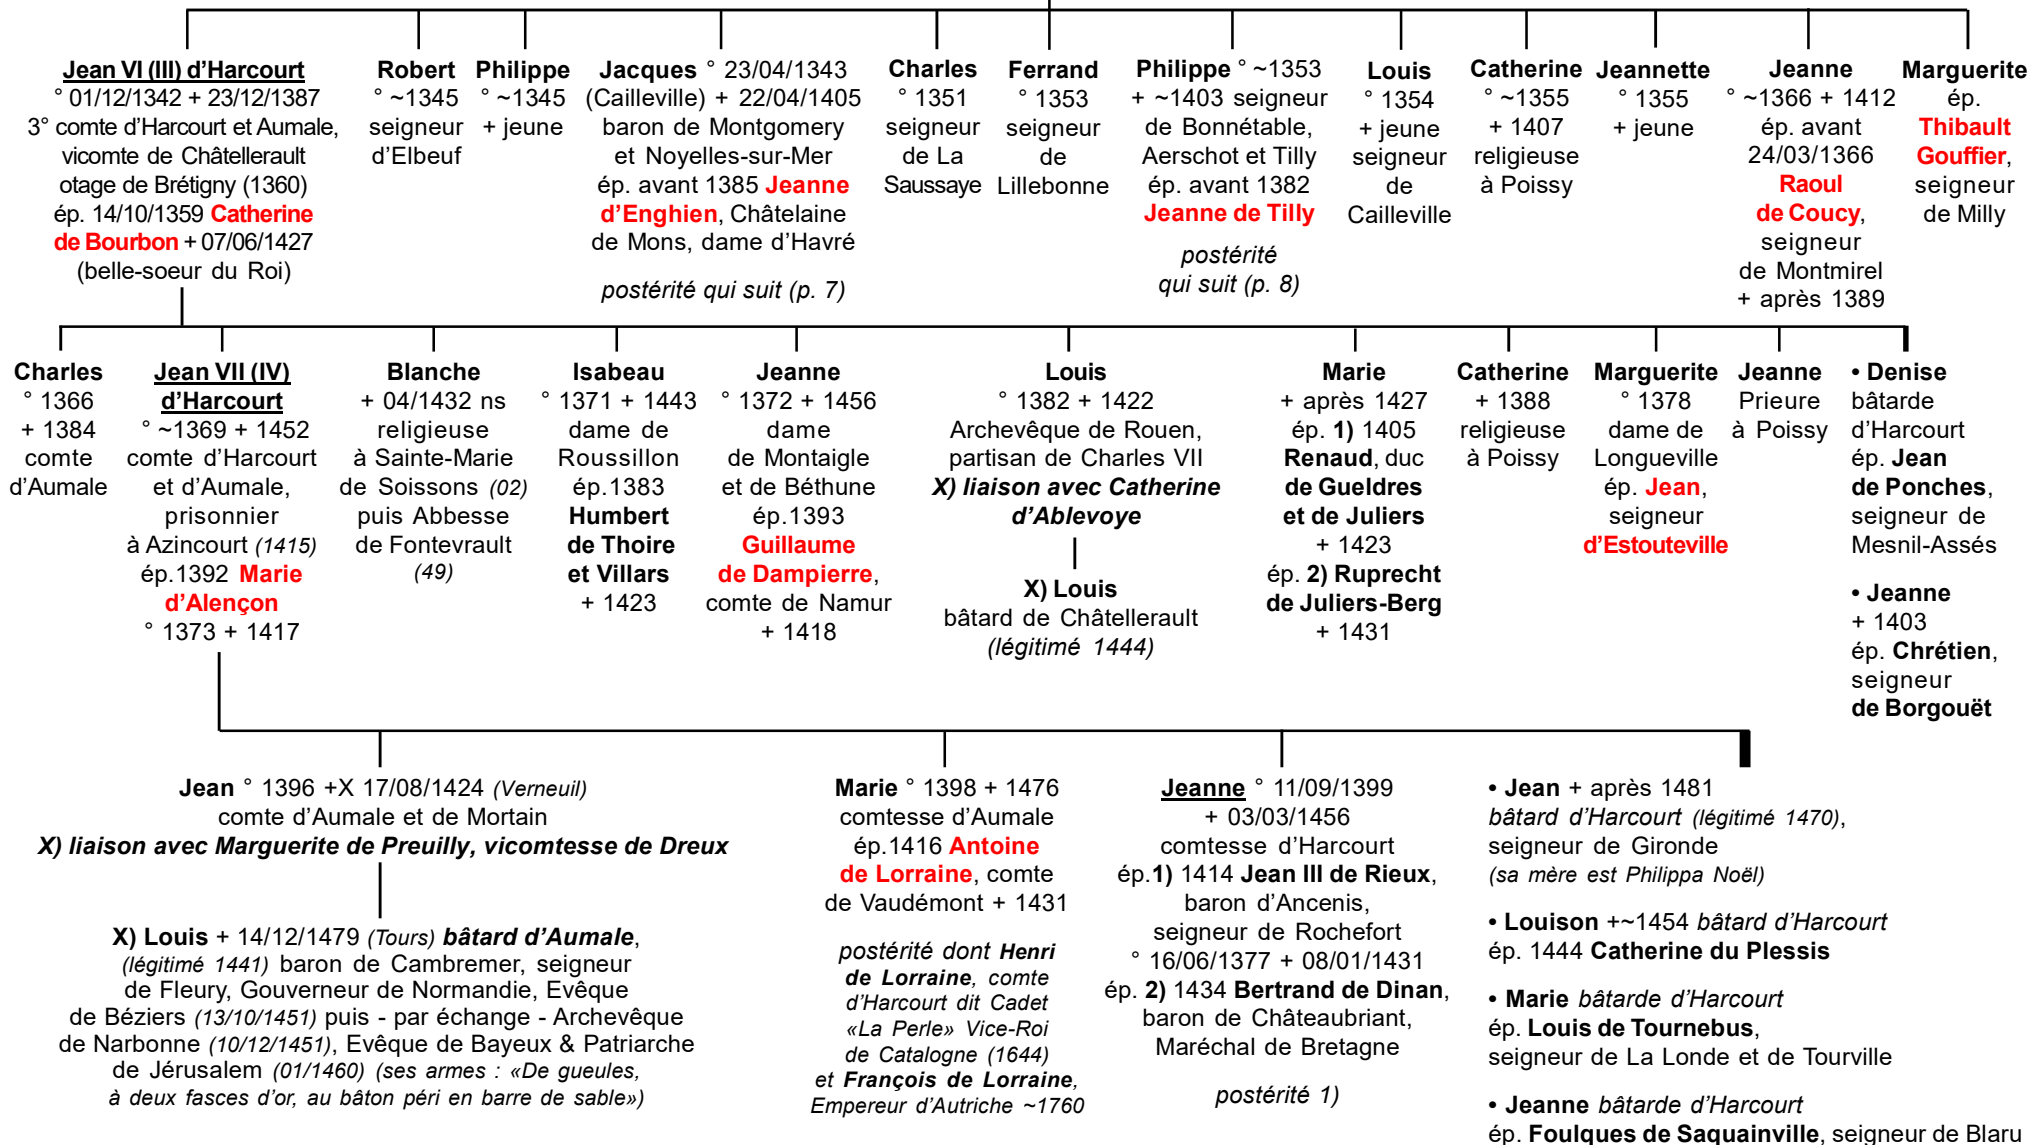 Jean VI (III) d’Harcourt
° 01/12/1342 + 23/12/1387
3° comte d’Harcourt et Aumale,
vicomte de Châtellerault
otage de Brétigny (1360)
ép. 14/10/1359 Catherine
de Bourbon + 07/06/1427
(belle-soeur du Roi)
Robert
° ~1345
seigneur
d’Elbeuf
Philippe
° ~1345
+ jeune
Jacques ° 23/04/1343
(Cailleville) + 22/04/1405
baron de Montgomery
et Noyelles-sur-Mer
ép. avant 1385 Jeanne
d’Enghien, Châtelaine
de Mons, dame d’Havré
postérité qui suit (p. 7)
Charles
° 1351
seigneur
de La
Saussaye
Ferrand
° 1353
seigneur
de
Lillebonne
Philippe ° ~1353
+ ~1403 seigneur
de Bonnétable,
Aerschot et Tilly
ép. avant 1382
Jeanne de Tilly
postérité
qui suit (p. 8)
Louis
° 1354
+ jeune
seigneur
de
Cailleville
Catherine
° ~1355
+ 1407
religieuse
à Poissy
Jeannette
° 1355
+ jeune
Jeanne
° ~1366 + 1412
ép. avant
24/03/1366
Raoul
de Coucy,
seigneur
de Montmirel
+ après 1389
Marguerite
ép.
Thibault
Gouffier,
seigneur
de Milly
Charles
° 1366
+ 1384
comte
d’Aumale
Jean VII (IV)
d’Harcourt
° ~1369 + 1452
comte d’Harcourt
et d’Aumale,
prisonnier
à Azincourt (1415)
ép.1392 Marie
d’Alençon
° 1373 + 1417
Blanche
+ 04/1432 ns
religieuse
à Sainte-Marie
de Soissons (02)
puis Abbesse
de Fontevrault
(49)
Isabeau
° 1371 + 1443
dame de
Roussillon
ép.1383
Humbert
de Thoire
et Villars
+ 1423
Jeanne
° 1372 + 1456
dame
de Montaigle
et de Béthune
ép.1393
Guillaume
de Dampierre,
comte de Namur
+ 1418
Louis
° 1382 + 1422
Archevêque de Rouen,
partisan de Charles VII
X) liaison avec Catherine
d’Ablevoye
X) Louis
bâtard de Châtellerault
(légitimé 1444)
Marie
+ après 1427
ép. 1) 1405
Renaud, duc
de Gueldres
et de Juliers
+ 1423
ép. 2) Ruprecht
de Juliers-Berg
+ 1431
Catherine
+ 1388
religieuse
à Poissy
Marguerite
° 1378
dame de
Longueville
ép. Jean,
seigneur
d’Estouteville
Jeanne
Prieure
à Poissy
• Denise
bâtarde
d’Harcourt
ép. Jean
de Ponches,
seigneur de
Mesnil-Assés
• Jeanne
+ 1403
ép. Chrétien,
seigneur
de Borgouët
Jean ° 1396 +X 17/08/1424 (Verneuil)
comte d’Aumale et de Mortain
X) liaison avec Marguerite de Preuilly, vicomtesse de Dreux
X) Louis + 14/12/1479 (Tours) bâtard d’Aumale,
(légitimé 1441) baron de Cambremer, seigneur
de Fleury, Gouverneur de Normandie, Evêque
de Béziers (13/10/1451) puis - par échange - Archevêque
de Narbonne (10/12/1451), Evêque de Bayeux & Patriarche
de Jérusalem (01/1460) (ses armes : «De gueules,
à deux fasces d’or, au bâton péri en barre de sable»)
Marie ° 1398 + 1476
comtesse d’Aumale
ép.1416 Antoine
de Lorraine, comte
de Vaudémont + 1431
postérité dont Henri
de Lorraine, comte
d’Harcourt dit Cadet
«La Perle» Vice-Roi
de Catalogne (1644)
et François de Lorraine,
Empereur d’Autriche ~1760
Jeanne ° 11/09/1399
+ 03/03/1456
comtesse d’Harcourt
ép.1) 1414 Jean III de Rieux,
baron d’Ancenis,
seigneur de Rochefort
° 16/06/1377 + 08/01/1431
ép. 2) 1434 Bertrand de Dinan,
baron de Châteaubriant,
Maréchal de Bretagne
postérité 1)
• Jean + après 1481
bâtard d’Harcourt (légitimé 1470),
seigneur de Gironde
(sa mère est Philippa Noël)
• Louison +~1454 bâtard d’Harcourt
ép. 1444 Catherine du Plessis
• Marie bâtarde d’Harcourt
ép. Louis de Tournebus,
seigneur de La Londe et de Tourville
• Jeanne bâtarde d’Harcourt
ép. Foulques de Saquainville, seigneur de Blaru